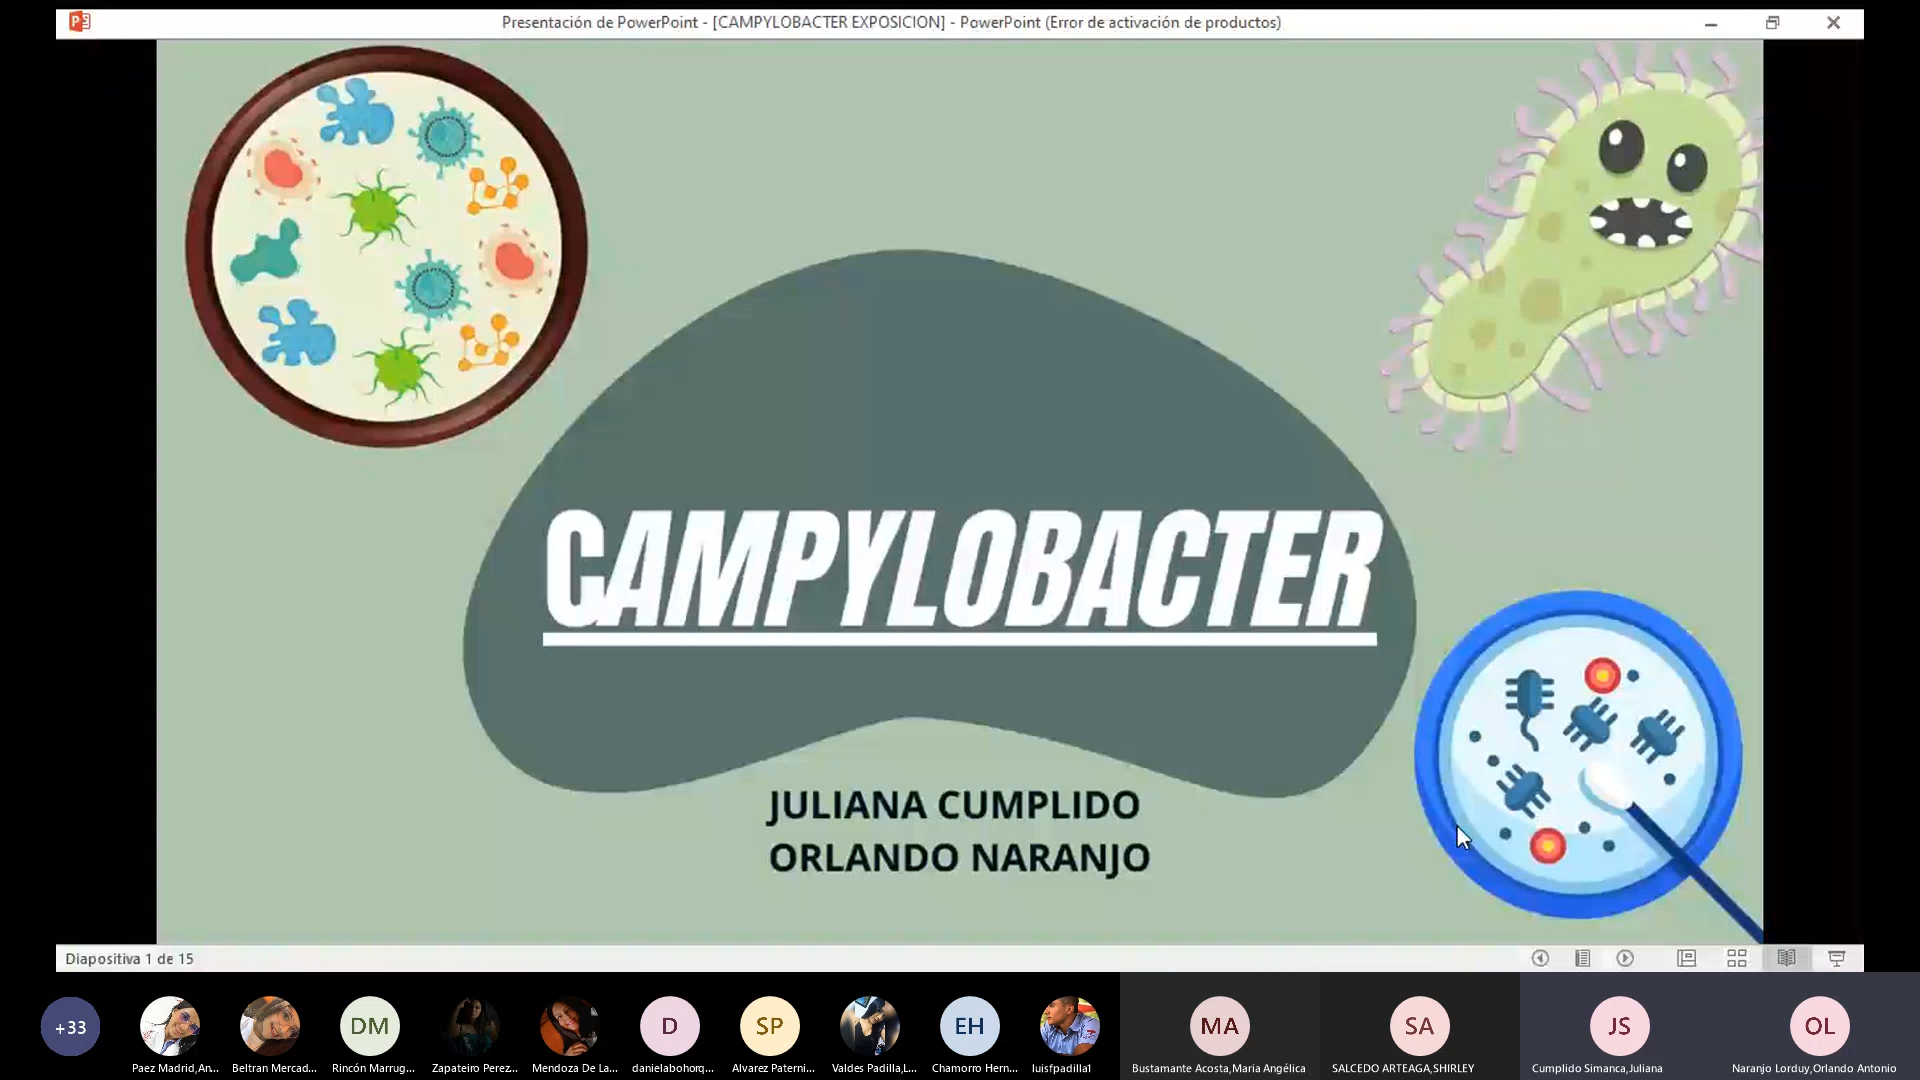 Presentación de PowerPoint - [CAMPYLOBACTER EXPOSICION] - PowerPoint (Error de activación de productos)
CAMPYLOBACTER
JULIANA CUMPLIDO
ORLANDO NARANJO
Diapositiva 1 de 15
+33
DM
D
SP
EH
MA
SA
JS
OL
Paez Madrid,An...
Beltran Mercad...
Rincón Marrug...
Zapateiro Perez...
Mendoza De La...
danielabohorq...
Alvarez Paterni...
Valdes Padilla,L...
Chamorro Hern...
luisfpadilla1
Bustamante Acosta,Maria Angélica
SALCEDO ARTEAGA,SHIRLEY
Cumplido Simanca,Juliana
Naranjo Lorduy,Orlando Antonio